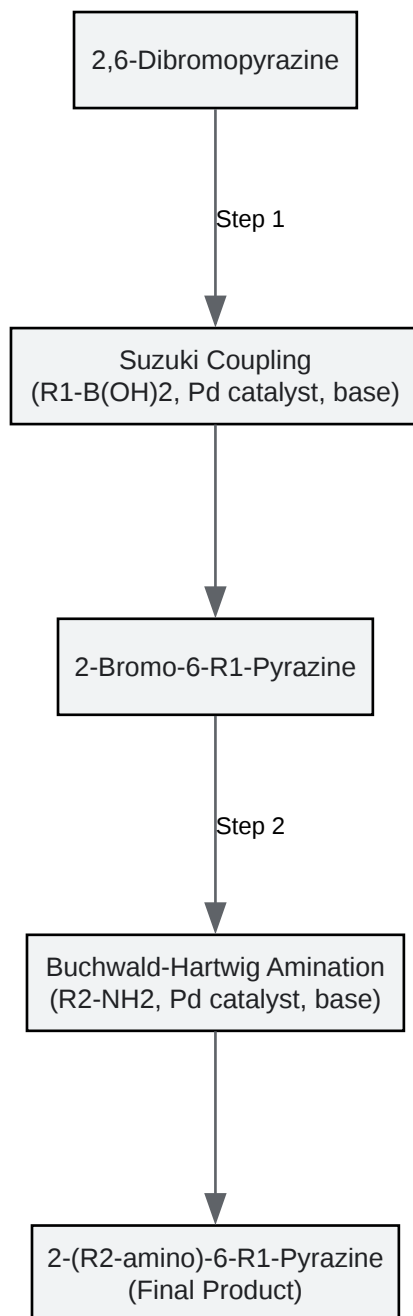 2,6-Dibromopyrazine
Step 1
Suzuki Coupling
(R1-B(OH)2, Pd catalyst, base)
2-Bromo-6-R1-Pyrazine
Step 2
Buchwald-Hartwig Amination
(R2-NH2, Pd catalyst, base)
2-(R2-amino)-6-R1-Pyrazine
(Final Product)